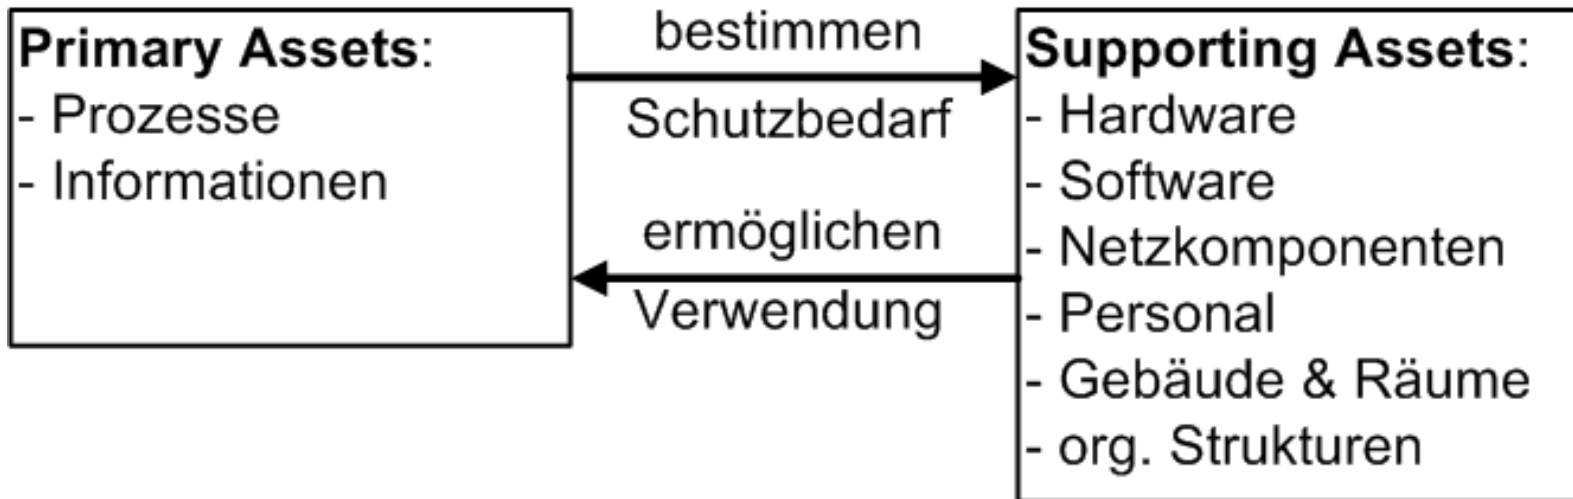 Primary Assets:
- Prozesse
- Informationen
bestimmen
Schutzbedarf
ermöglichen
Verwendung
Supporting Assets:
- Hardware
- Software
- Netzkomponenten
- Personal
- Gebäude & Räume
- org. Strukturen